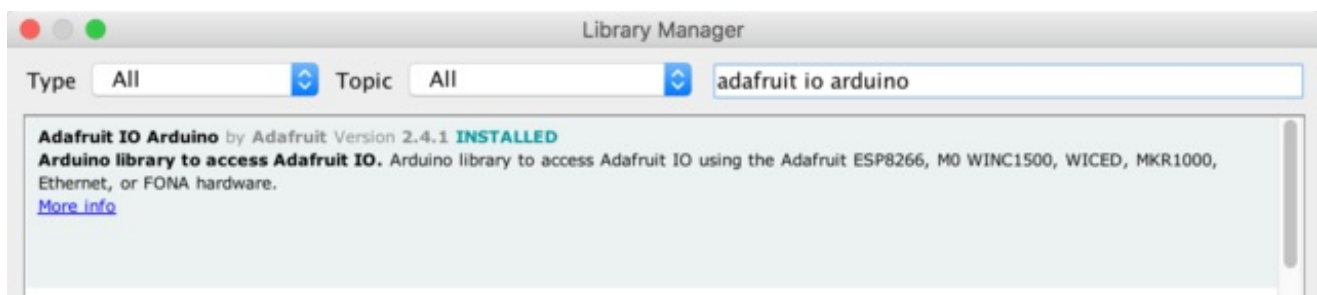 Library Manager
Type All Topic All adafruit io arduino
Adafruit IO Arduino by Adafruit Version 2.4.1 INSTALLED
Arduino library to access Adafruit IO. Arduino library to access Adafruit IO using the Adafruit ESP8266, M0 WINC1500, WICED, MKR1000,
Ethernet, or FONA hardware.
More info